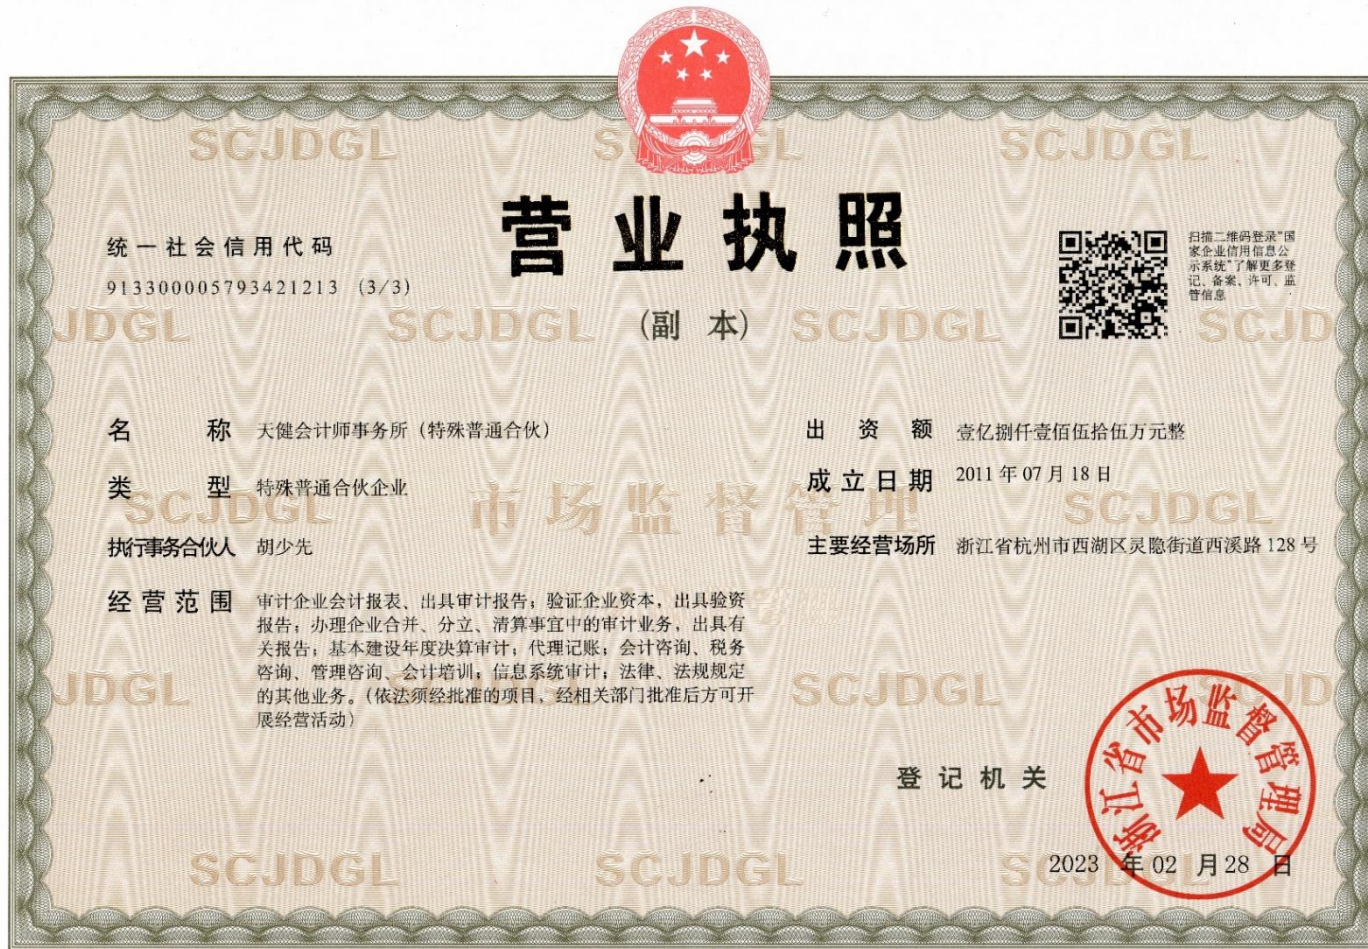 营业执照
(副 本)
统一社会信用代码
913300005793421213 (3/3)
扫描二维码登录"国
家企业信用信息公
示系统"了解更多登
记、备案、许可、监
管信息
名 称 天健会计师事务所（特殊普通合伙）
类 型 特殊普通合伙企业
执行事务合伙人 胡少先
经营范围 审计企业会计报表、出具审计报告；验证企业资本，出具验资
报告；办理企业合并、分立、清算事宜中的审计业务，出具有
关报告；基本建设年度决算审计；代理记账；会计咨询、税务
咨询、管理咨询、会计培训；信息系统审计；法律、法规规定
的其他业务。（依法须经批准的项目，经相关部门批准后方可开
展经营活动）
出 资 额 壹亿捌仟壹佰伍拾伍万元整
成立日期 2011 年 07 月 18 日
主要经营场所 浙江省杭州市西湖区灵隐街道西溪路 128 号
登记机关
浙江省市场监督管理局
2023 年 02 月 28 日
SCJDGL
SCJDGL
SCJDGL
SCJDGL
市场监督管理
SCJDGL
SCJDGL
SCJDGL
SCJDGL
SCJDGL